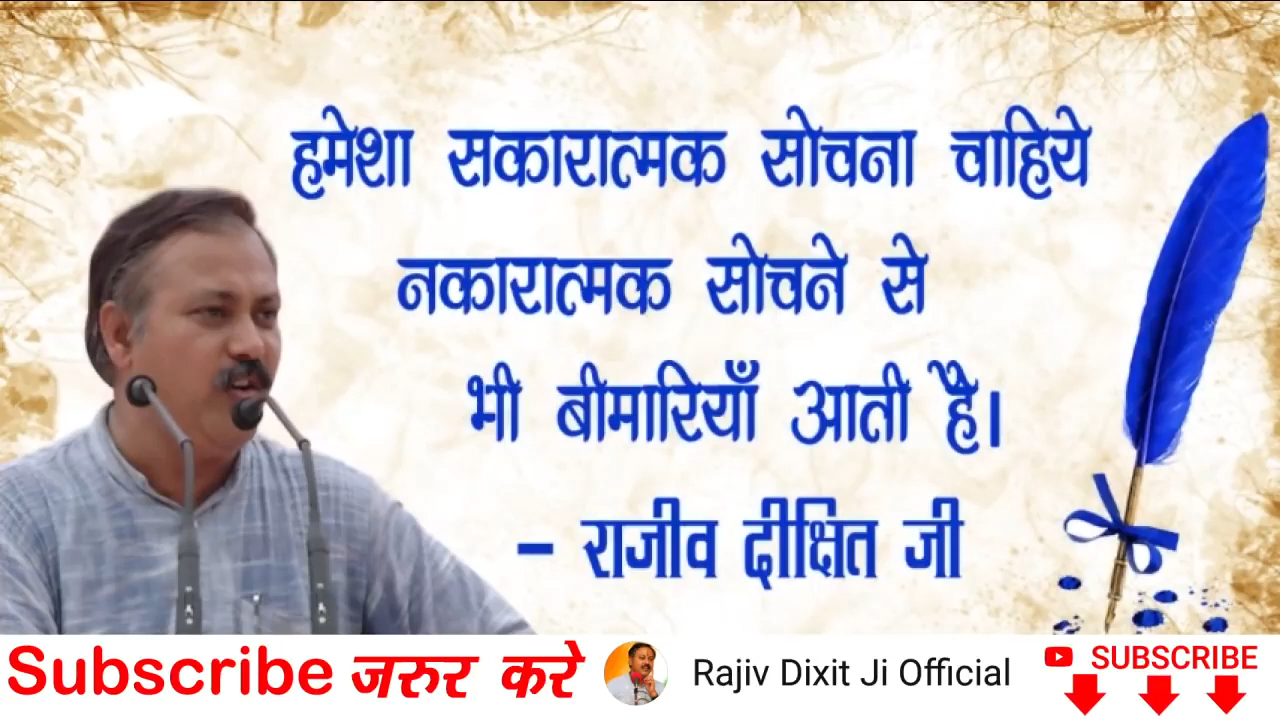 हमेशा सकारात्मक सोचना चाहिये
नकारात्मक सोचने से
भी बीमारियाँ आती है।
- राजीव दीक्षित जी
Subscribe जरुर करे Rajiv Dixit Ji Official SUBSCRIBE